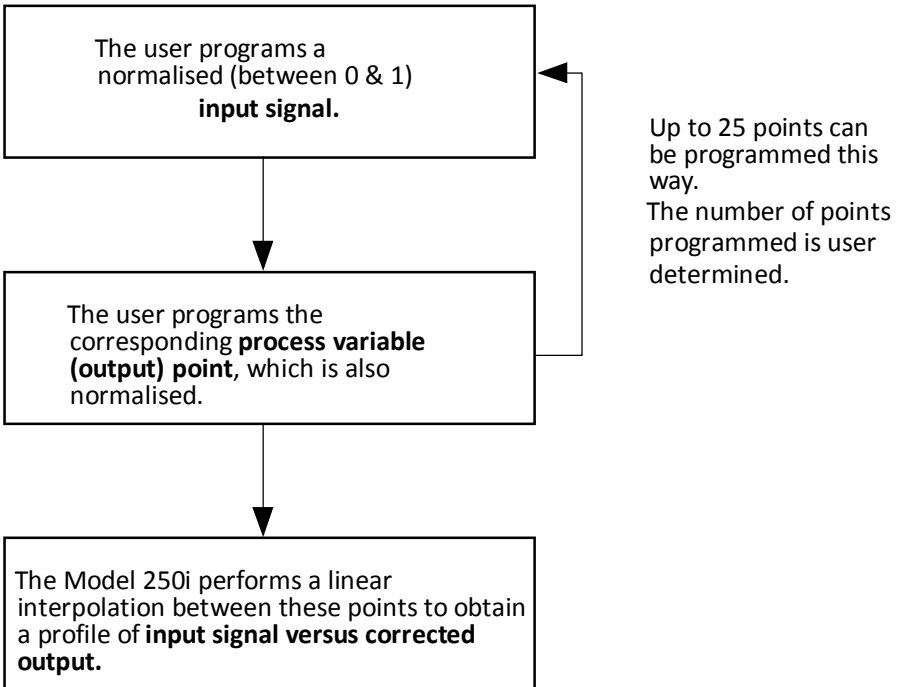 The user programs a
normalised (between 0 & 1)
input signal.
Up to 25 points can
be programmed this
way.
The number of points
programmed is user
determined.
The user programs the
corresponding process variable
(output) point, which is also
normalised.
The Model 250i performs a linear
interpolation between these points to obtain
a profile of input signal versus corrected
output.